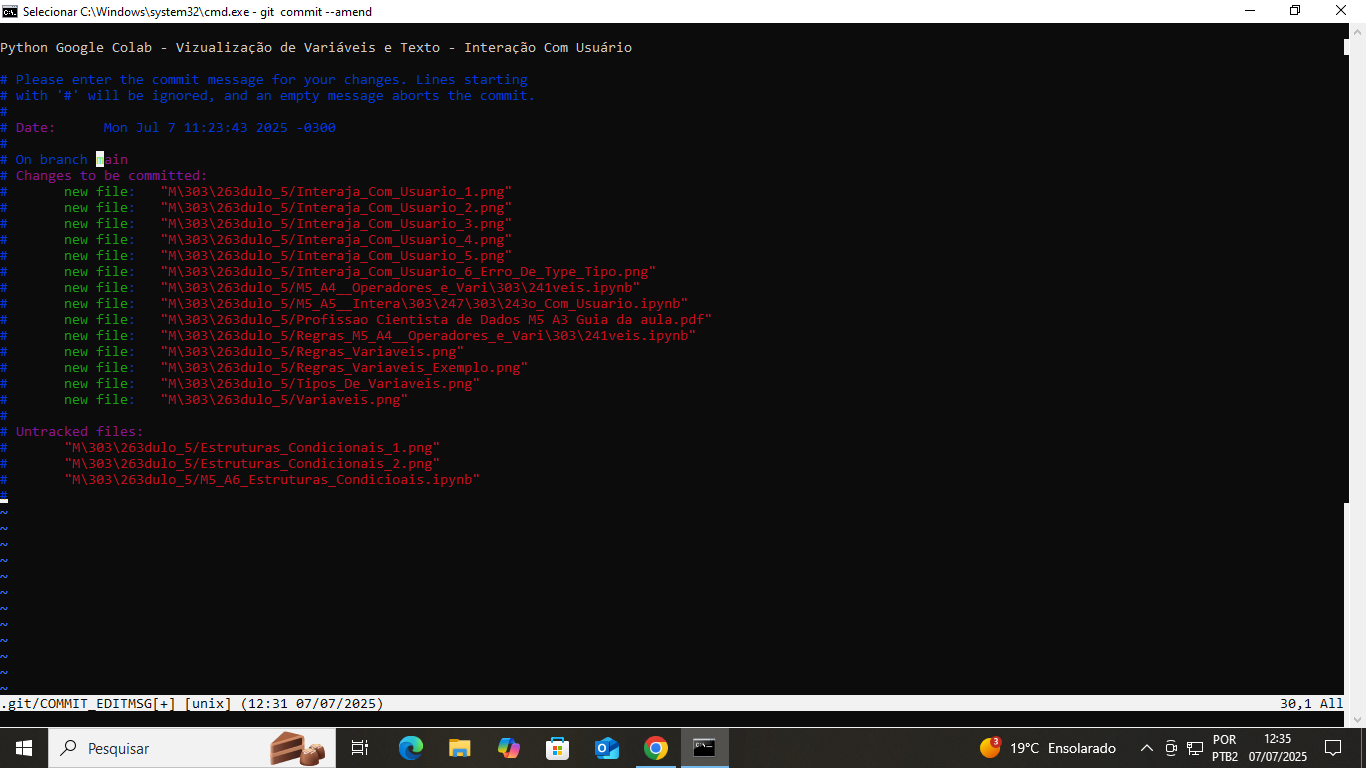 Selecionar C:\Windows\system32\cmd.exe - git  commit --amend
Python Google Colab - Vizualização de Variáveis e Texto - Interação Com Usuário
# Please enter the commit message for your changes. Lines starting
# with '#' will be ignored, and an empty message aborts the commit.
#
# Date:      Mon Jul 7 11:23:43 2025 -0300
#
# On branch main
# Changes to be committed:
#       new file:   "M\303\263dulo_5/Interaja_Com_Usuario_1.png"
#       new file:   "M\303\263dulo_5/Interaja_Com_Usuario_2.png"
#       new file:   "M\303\263dulo_5/Interaja_Com_Usuario_3.png"
#       new file:   "M\303\263dulo_5/Interaja_Com_Usuario_4.png"
#       new file:   "M\303\263dulo_5/Interaja_Com_Usuario_5.png"
#       new file:   "M\303\263dulo_5/Interaja_Com_Usuario_6_Erro_De_Type_Tipo.png"
#       new file:   "M\303\263dulo_5/M5_A4__Operadores_e_Vari\303\241veis.ipynb"
#       new file:   "M\303\263dulo_5/M5_A5__Intera\303\247\303\243o_Com_Usuario.ipynb"
#       new file:   "M\303\263dulo_5/Profissao Cientista de Dados M5 A3 Guia da aula.pdf"
#       new file:   "M\303\263dulo_5/Regras_M5_A4__Operadores_e_Vari\303\241veis.ipynb"
#       new file:   "M\303\263dulo_5/Regras_Variaveis.png"
#       new file:   "M\303\263dulo_5/Regras_Variaveis_Exemplo.png"
#       new file:   "M\303\263dulo_5/Tipos_De_Variaveis.png"
#       new file:   "M\303\263dulo_5/Variaveis.png"
#
# Untracked files:
#       "M\303\263dulo_5/Estruturas_Condicionais_1.png"
#       "M\303\263dulo_5/Estruturas_Condicionais_2.png"
#       "M\303\263dulo_5/M5_A6_Estruturas_Condicioais.ipynb"
#
~
~
~
~
~
~
~
~
~
~
~
~
.git/COMMIT_EDITMSG[+] [unix] (12:31 07/07/2025) 30,1 All
Pesquisar
3
19°C  Ensolarado
POR
PTB2
12:35
07/07/2025